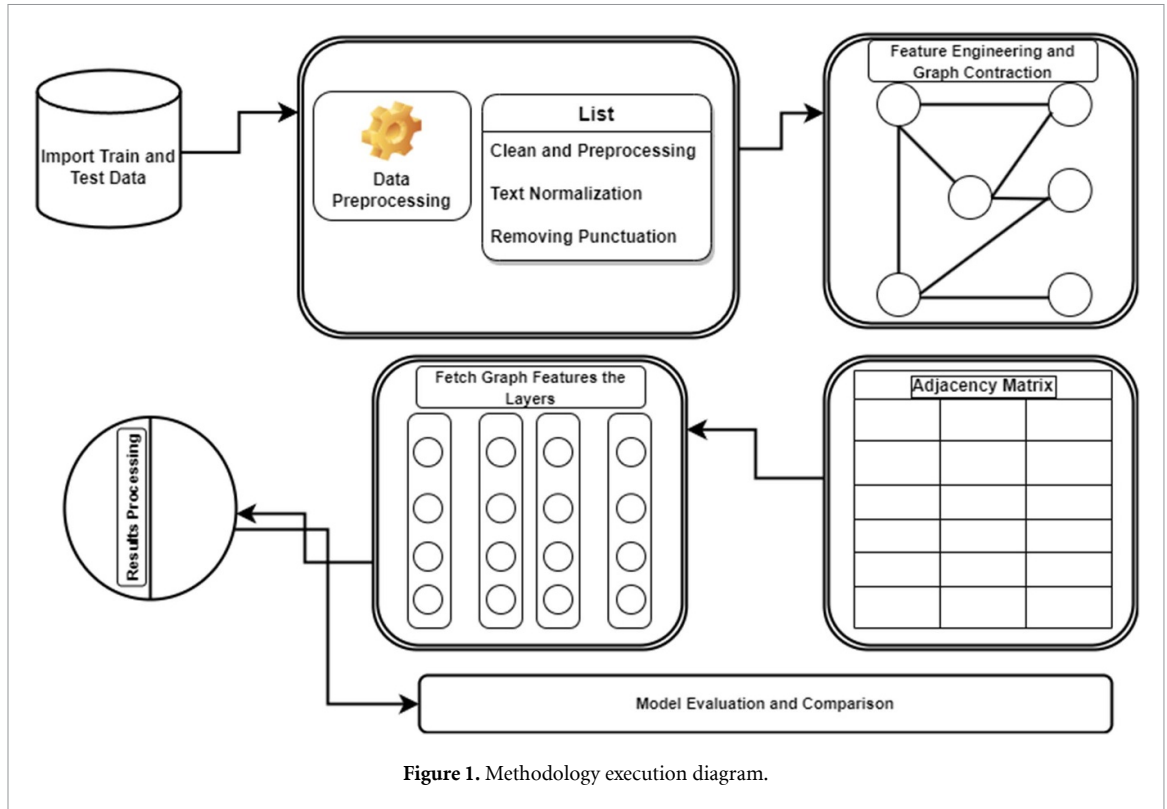 Import Train and
Test Data
Data
Preprocessing
List
Clean and Preprocessing
Text Normalization
Removing Punctuation
Feature Engineering and
Graph Contraction
Adjacency Matrix
Fetch Graph Features the
Layers
Results Processing
Model Evaluation and Comparison
Figure 1. Methodology execution diagram.